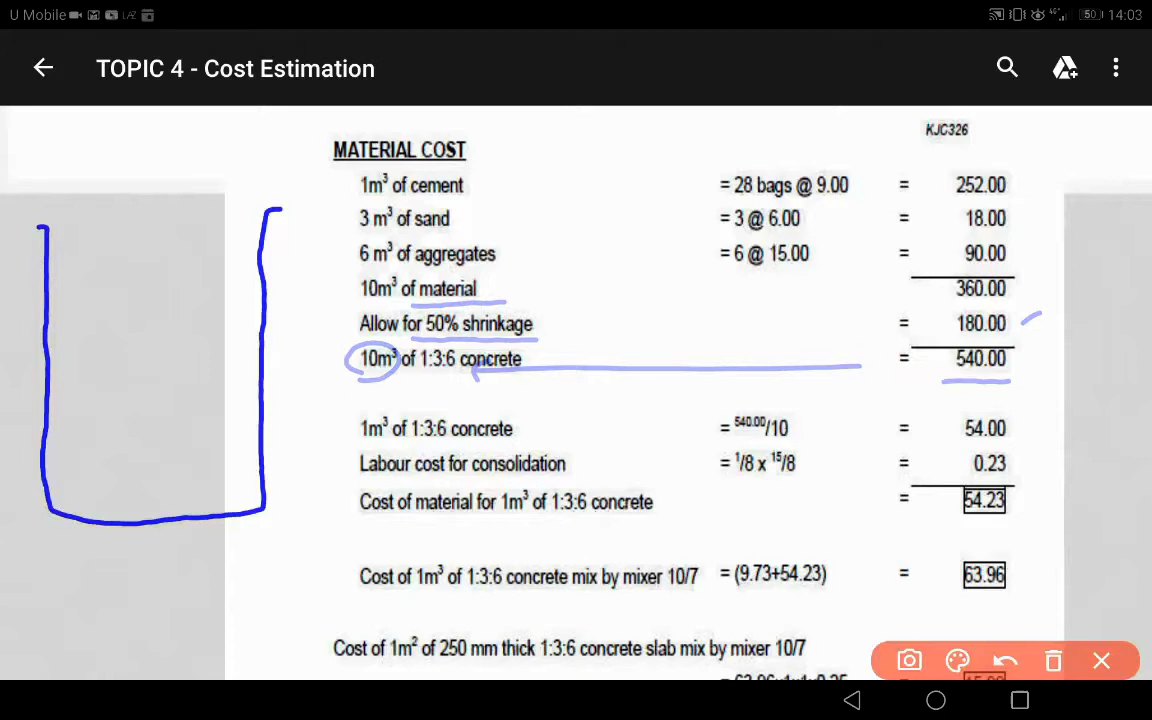 U Mobile LAZ 4G 50 14:03
TOPIC 4 - Cost Estimation
KJC326
MATERIAL COST
1m³ of cement = 28 bags @ 9.00 = 252.00
3 m³ of sand = 3 @ 6.00 = 18.00
6 m³ of aggregates = 6 @ 15.00 = 90.00
10m³ of material 360.00
Allow for 50% shrinkage = 180.00
10m³ of 1:3:6 concrete = 540.00
1m³ of 1:3:6 concrete = 540.00/10 = 54.00
Labour cost for consolidation = 1/8 x 15/8 = 0.23
Cost of material for 1m³ of 1:3:6 concrete = 54.23
Cost of 1m³ of 1:3:6 concrete mix by mixer 10/7 = (9.73+54.23) = 63.96
Cost of 1m² of 250 mm thick 1:3:6 concrete slab mix by mixer 10/7